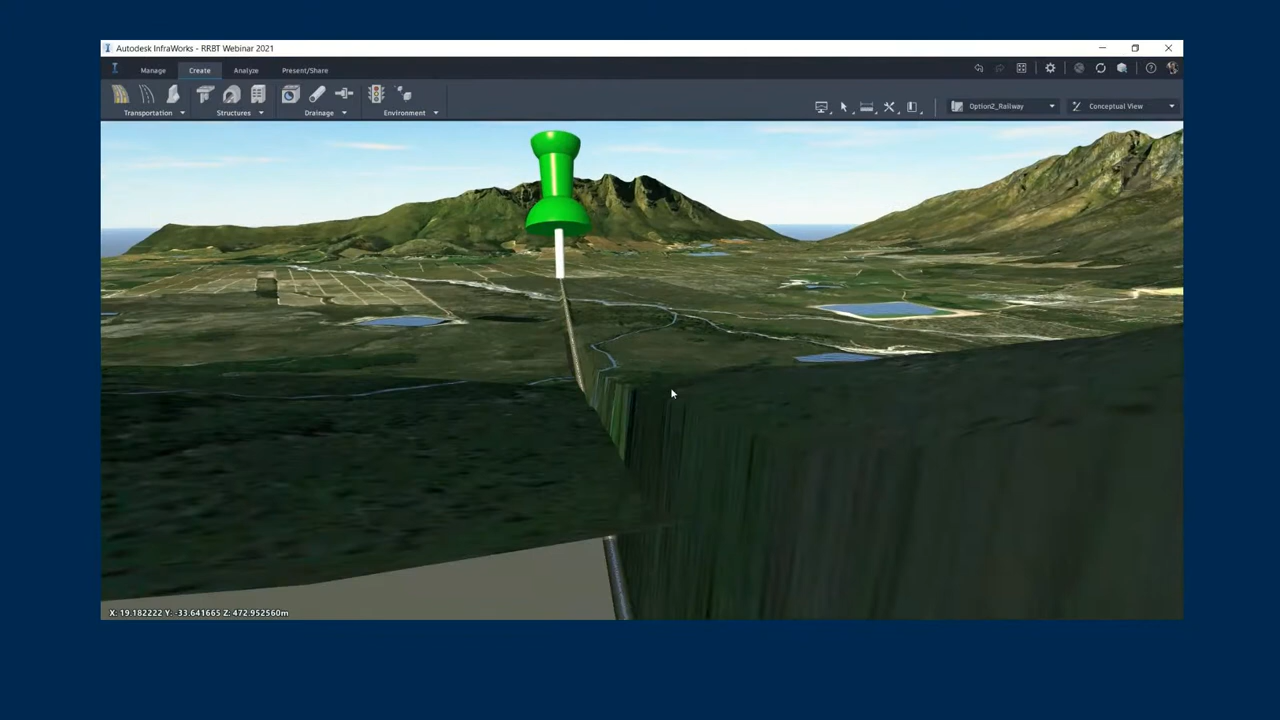 Autodesk InfraWorks - RRBT Webinar 2021
Manage Create Analyze Present/Share
Transportation Structures Drainage Environment
Option2_Railway Conceptual View
X: 19.182222 Y: -33.641665 Z: 472.952560m